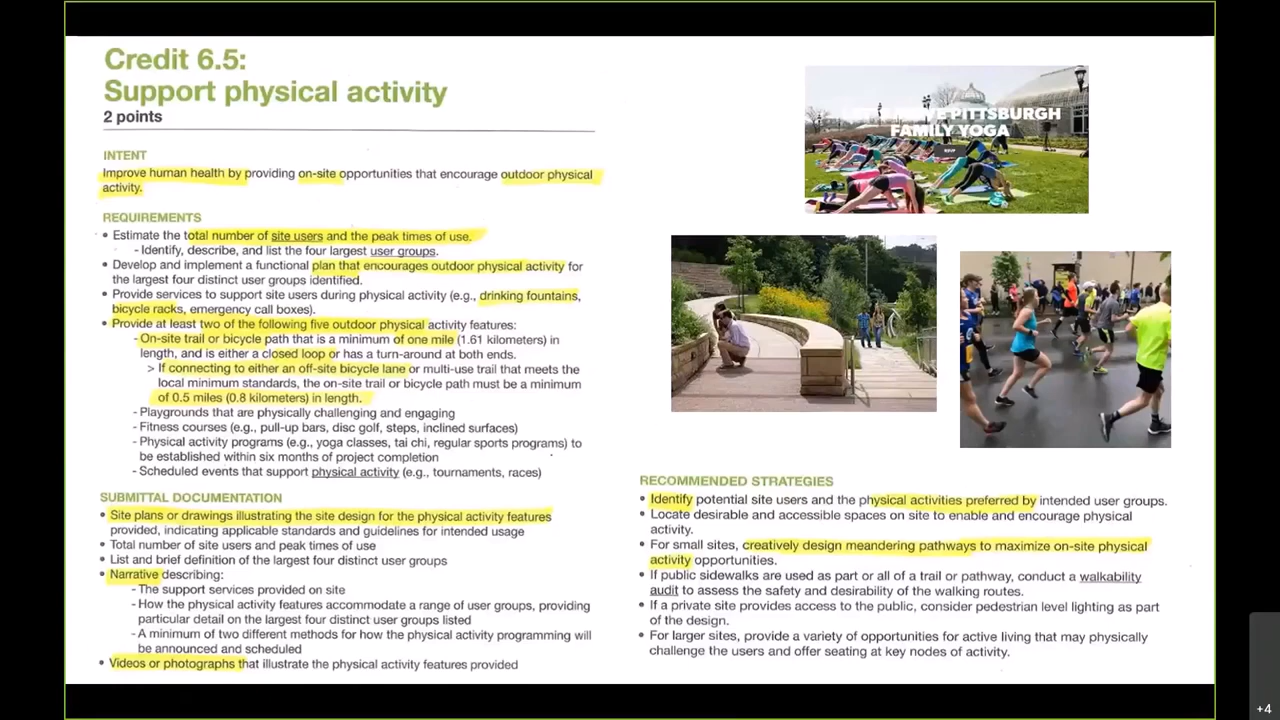 Credit 6.5:
Support physical activity
2 points
INTENT
Improve human health by providing on-site opportunities that encourage outdoor physical
activity.
REQUIREMENTS
• Estimate the total number of site users and the peak times of use.
- Identify, describe, and list the four largest user groups.
• Develop and implement a functional plan that encourages outdoor physical activity for
the largest four distinct user groups identified.
• Provide services to support site users during physical activity (e.g., drinking fountains,
bicycle racks, emergency call boxes).
• Provide at least two of the following five outdoor physical activity features:
- On-site trail or bicycle path that is a minimum of one mile (1.61 kilometers) in
length, and is either a closed loop or has a turn-around at both ends.
> If connecting to either an off-site bicycle lane or multi-use trail that meets the
local minimum standards, the on-site trail or bicycle path must be a minimum
of 0.5 miles (0.8 kilometers) in length.
- Playgrounds that are physically challenging and engaging
- Fitness courses (e.g., pull-up bars, disc golf, steps, inclined surfaces)
- Physical activity programs (e.g., yoga classes, tai chi, regular sports programs) to
be established within six months of project completion
- Scheduled events that support physical activity (e.g., tournaments, races)
SUBMITTAL DOCUMENTATION
• Site plans or drawings illustrating the site design for the physical activity features
provided, indicating applicable standards and guidelines for intended usage
• Total number of site users and peak times of use
• List and brief definition of the largest four distinct user groups
• Narrative describing:
- The support services provided on site
- How the physical activity features accommodate a range of user groups, providing
particular detail on the largest four distinct user groups listed
- A minimum of two different methods for how the physical activity programming will
be announced and scheduled
• Videos or photographs that illustrate the physical activity features provided
PITTSBURGH
FAMILY YOGA
RECOMMENDED STRATEGIES
• Identify potential site users and the physical activities preferred by intended user groups.
• Locate desirable and accessible spaces on site to enable and encourage physical
activity.
• For small sites, creatively design meandering pathways to maximize on-site physical
activity opportunities.
• If public sidewalks are used as part or all of a trail or pathway, conduct a walkability
audit to assess the safety and desirability of the walking routes.
• If a private site provides access to the public, consider pedestrian level lighting as part
of the design.
• For larger sites, provide a variety of opportunities for active living that may physically
challenge the users and offer seating at key nodes of activity.
+4